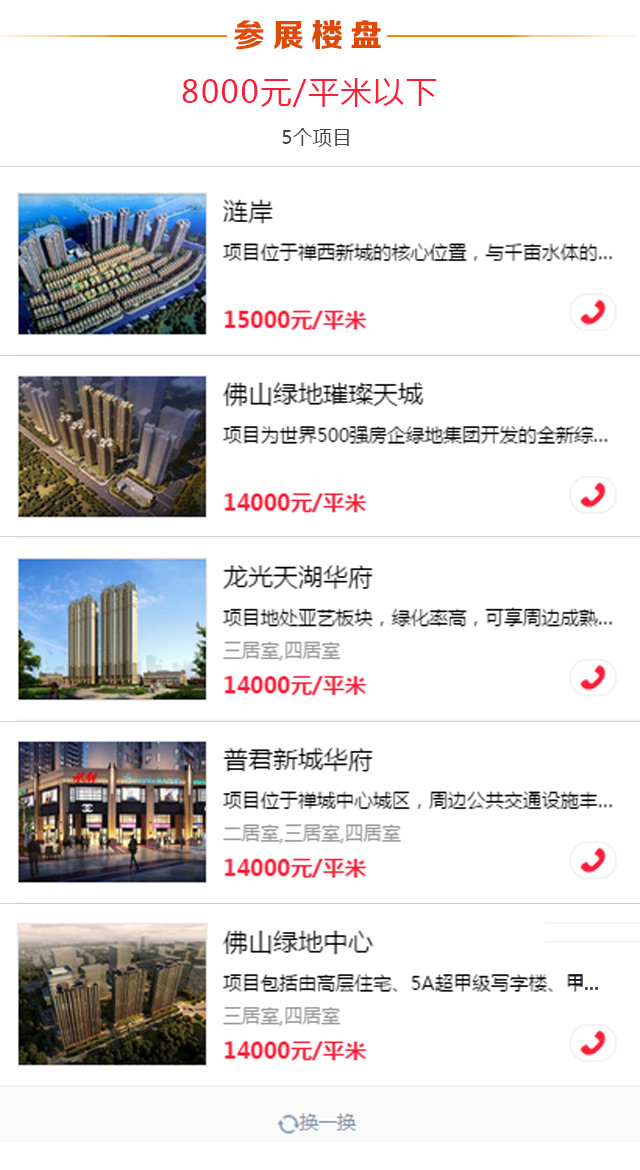 参展楼盘
8000元/平米以下
5个项目
涟岸
项目位于禅西新城的核心位置，与千亩水体的...
15000元/平米
佛山绿地璀璨天城
项目为世界500强房企绿地集团开发的全新综...
14000元/平米
龙光天湖华府
项目地处亚艺板块，绿化率高，可享周边成熟...
三居室,四居室
14000元/平米
普君新城华府
H&M
项目位于禅城中心城区，周边公共交通设施丰...
二居室,三居室,四居室
14000元/平米
佛山绿地中心
项目包括由高层住宅、5A超甲级写字楼、甲...
三居室,四居室
14000元/平米
换一换